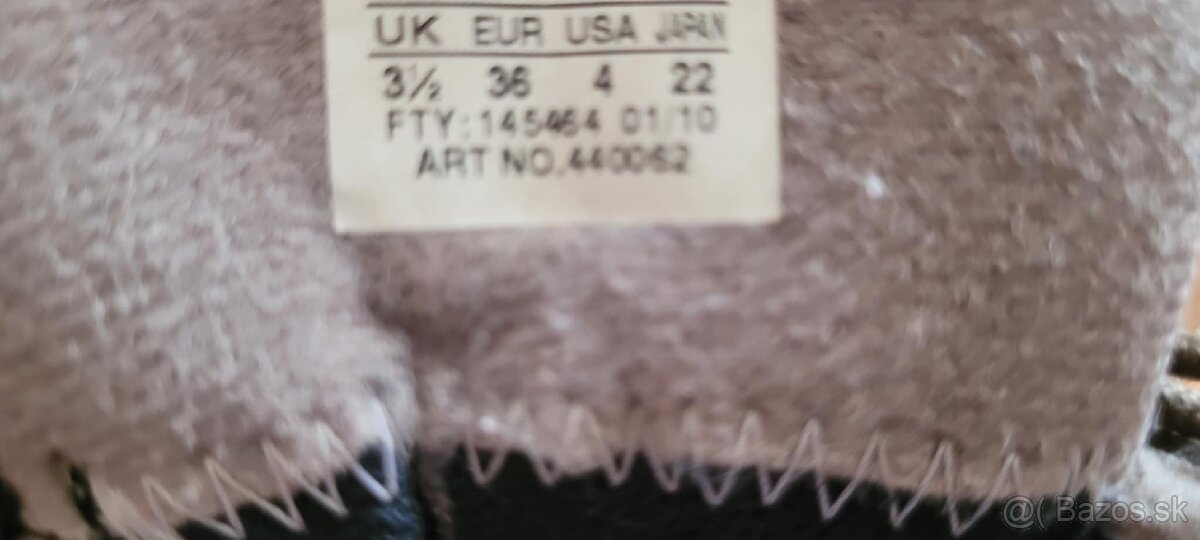 UK EUR USA JAPAN
3½ 36 4 22
FTY:145464 01/10
ART NO.440062
@( Bazos.sk